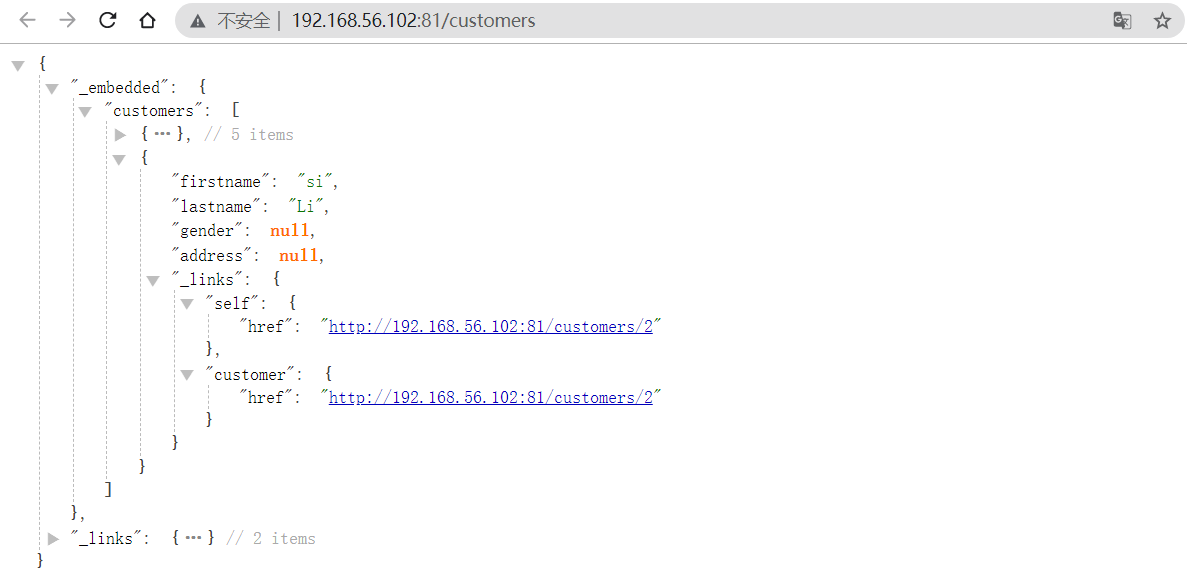 不安全 | 192.168.56.102:81/customers
{
"_embedded": {
"customers": [
{ ••• }, // 5 items
{
"firstname": "si",
"lastname": "Li",
"gender": null,
"address": null,
"_links": {
"self": {
"href": "http://192.168.56.102:81/customers/2"
},
"customer": {
"href": "http://192.168.56.102:81/customers/2"
}
}
}
]
},
"_links": { ••• } // 2 items
}